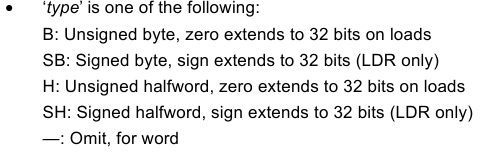 • ‘type’ is one of the following:
B: Unsigned byte, zero extends to 32 bits on loads
SB: Signed byte, sign extends to 32 bits (LDR only)
H: Unsigned halfword, zero extends to 32 bits on loads
SH: Signed halfword, sign extends to 32 bits (LDR only)
—: Omit, for word